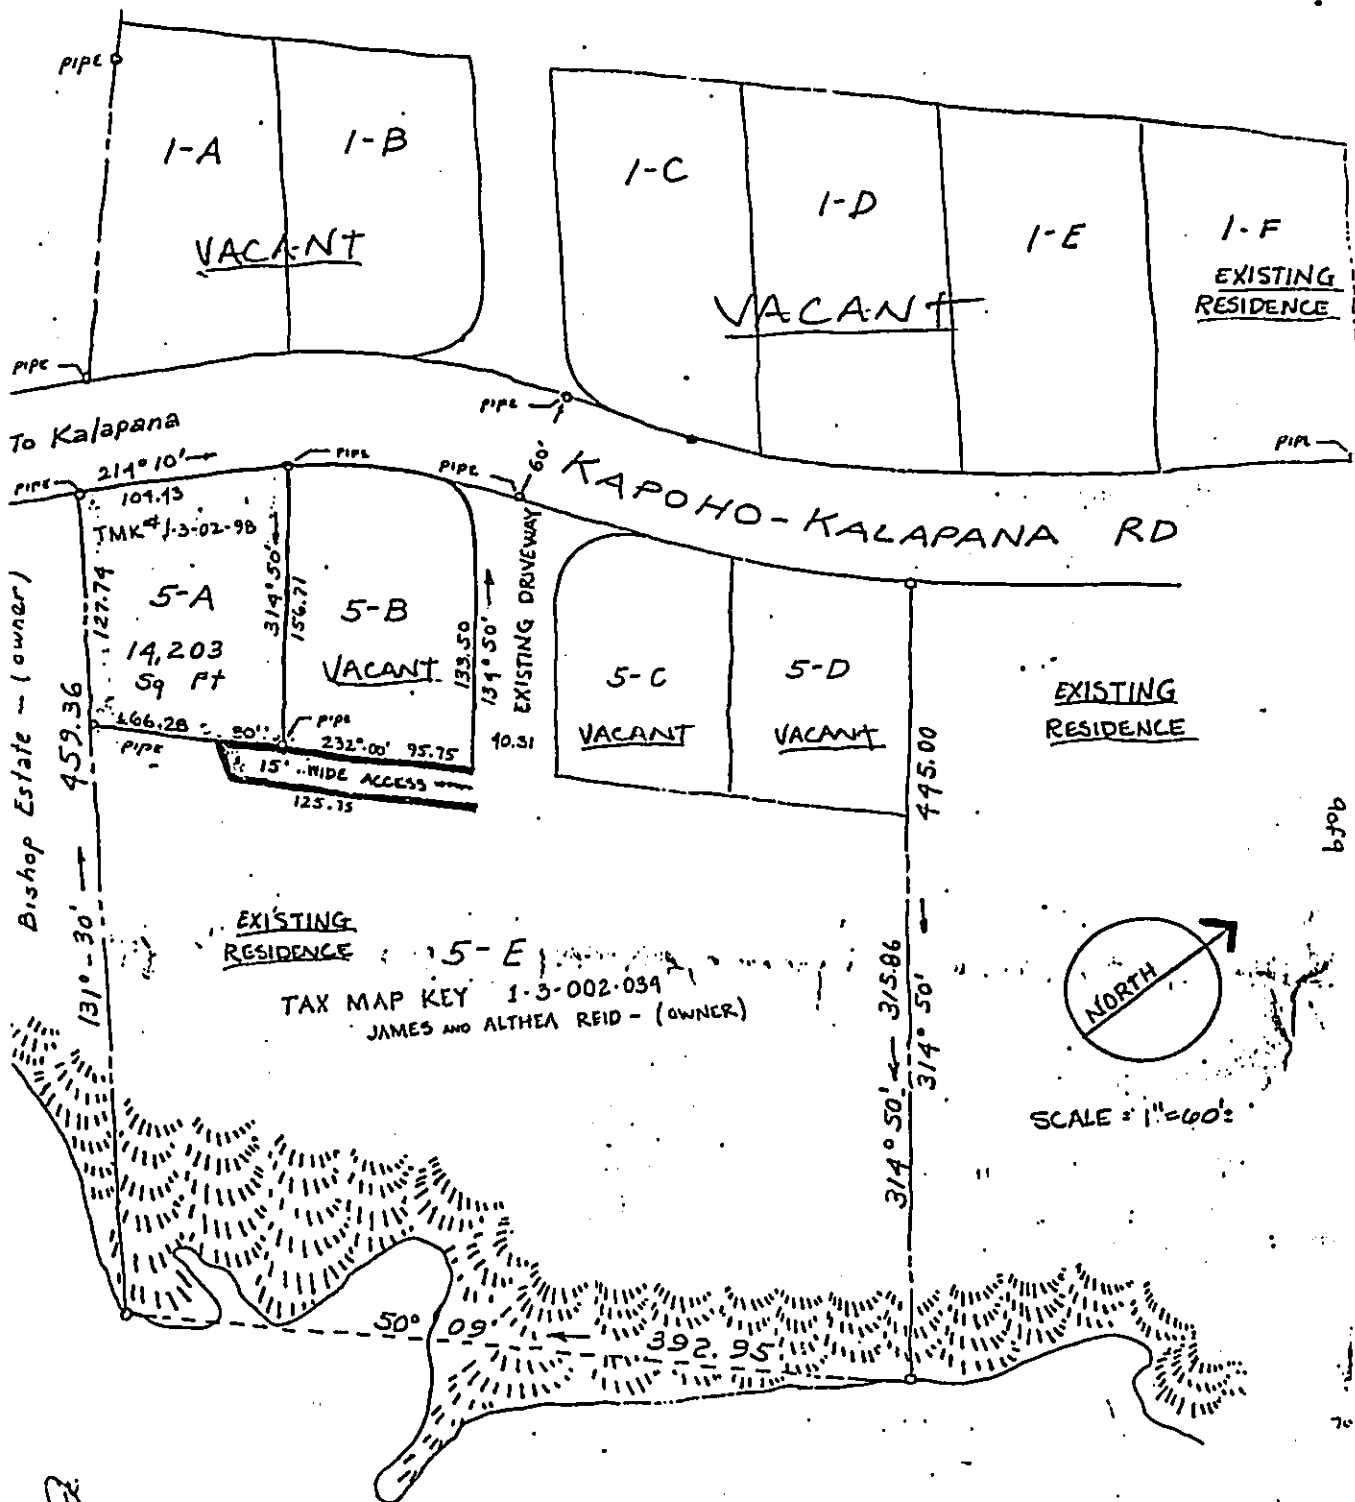 PIPE
1-A
1-B
VACANT
1-C
1-D
1-E
1-F
VACANT
EXISTING
RESIDENCE
PIPE
PIPE
60'
To Kalapana
KAPOHO-KALAPANA RD
PIPE
PIPE
214° 10'
104.43
PIPE
PIPE
TMK# 1-3-02-98
5-A
14,203
Sq Ft
127.74
314° 50'
156.71
5-B
VACANT
133.50
134° 50'
EXISTING DRIVEWAY
40.31
5-C
VACANT
5-D
VACANT
EXISTING
RESIDENCE
Bishop Estate - (owner)
459.36
131°-30'
PIPE
PIPE
232°00' 95.75
15' WIDE ACCESS
125.75
445.00
EXISTING
RESIDENCE
5-E
TAX MAP KEY 1-3-002-039
JAMES AND ALTHEA REID - (OWNER)
314° 50'
315.86
314° 50'
NORTH
SCALE: 1"=60'±
50° 09'
392.95